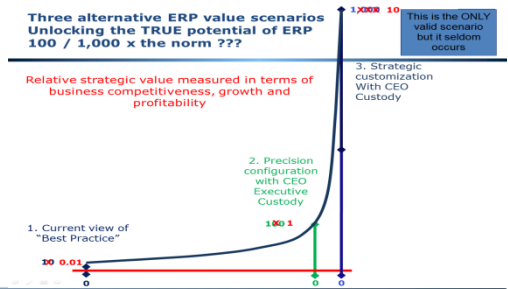 Three alternative ERP value scenarios
Unlocking the TRUE potential of ERP
100 / 1,000 x the norm ???
This is the ONLY
valid scenario
but it seldom
occurs
Relative strategic value measured in terms of
business competitiveness, growth and
profitability
3. Strategic
customization
With CEO
Custody
2. Precision
configuration
with CEO
Executive
Custody
1
1. Current view of
“Best Practice”
0.01
10
0
0
0